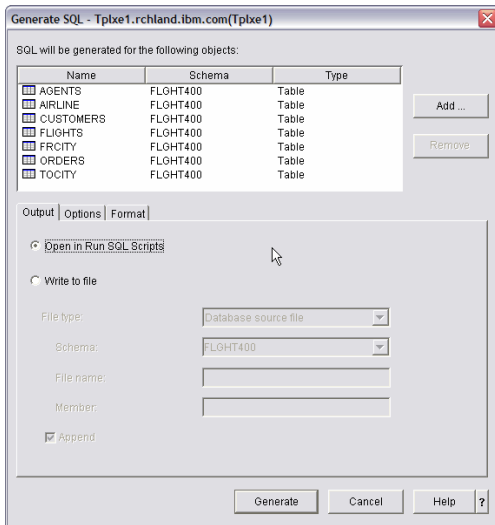 Generate SQL - Tplxe1.rchland.ibm.com(Tplxe1)
SQL will be generated for the following objects:
Name Schema Type
AGENTS FLGHT400 Table
AIRLINE FLGHT400 Table
CUSTOMERS FLGHT400 Table
FLIGHTS FLGHT400 Table
FRCITY FLGHT400 Table
ORDERS FLGHT400 Table
TOCITY FLGHT400 Table
Add ...
Remove
Output Options Format
Open in Run SQL Scripts
Write to file
File type: Database source file
Schema: FLGHT400
File name:
Member:
Append
Generate Cancel Help ?